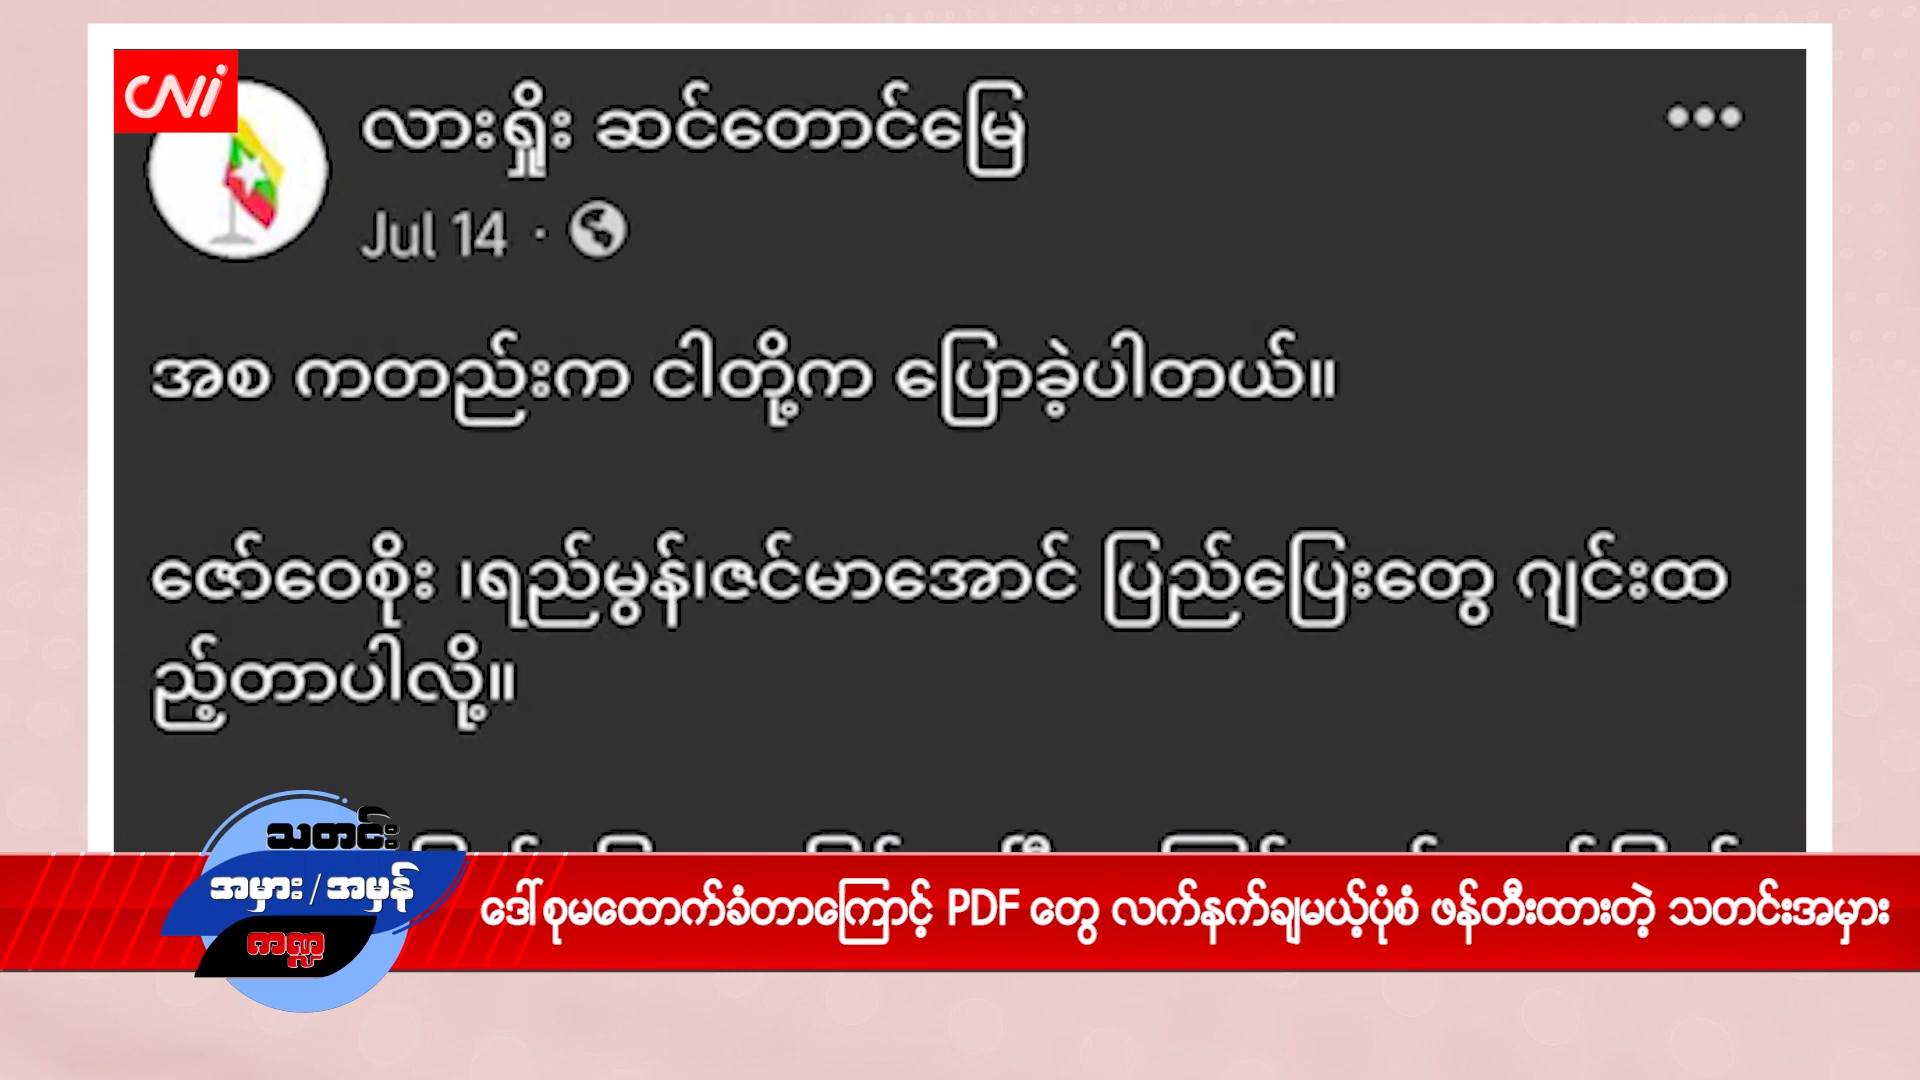 CNi
လားရှိုး ဆင်တောင်မြေ
Jul 14 ·
အစ ကတည်းက ငါတို့က ပြောခဲ့ပါတယ်။
ဇော်ဝေစိုး ၊ရည်မွန်၊ဇင်မာအောင် ပြည်ပြေးတွေ ဂျင်းထ
ည့်တာပါလို့။
သတင်း
အမှား / အမှန်
ကဏ္ဍ
ဒေါ်စုမထောက်ခံတာကြောင့် PDF တွေ လက်နက်ချမယ့်ပုံစံ ဖန်တီးထားတဲ့ သတင်းအမှား